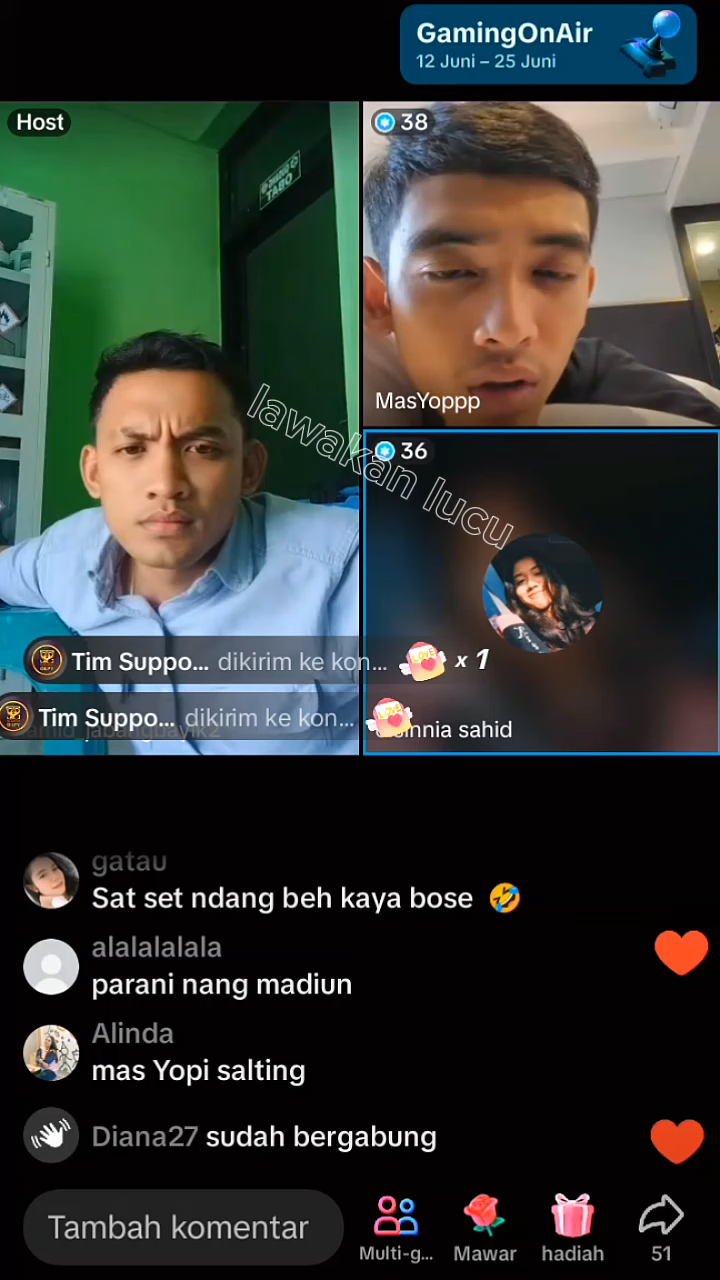 GamingOnAir
12 Juni – 25 Juni
Host
38
MasYoppp
lawakan lucu
36
Tim Suppo... dikirim ke kon... x 1
Tim Suppo... dikirim ke kon...
sahid
gatau
Sat set ndang beh kaya bose
alalalalala
parani nang madiun
Alinda
mas Yopi salting
Diana27 sudah bergabung
Tambah komentar
Multi-g...
Mawar
hadiah
51